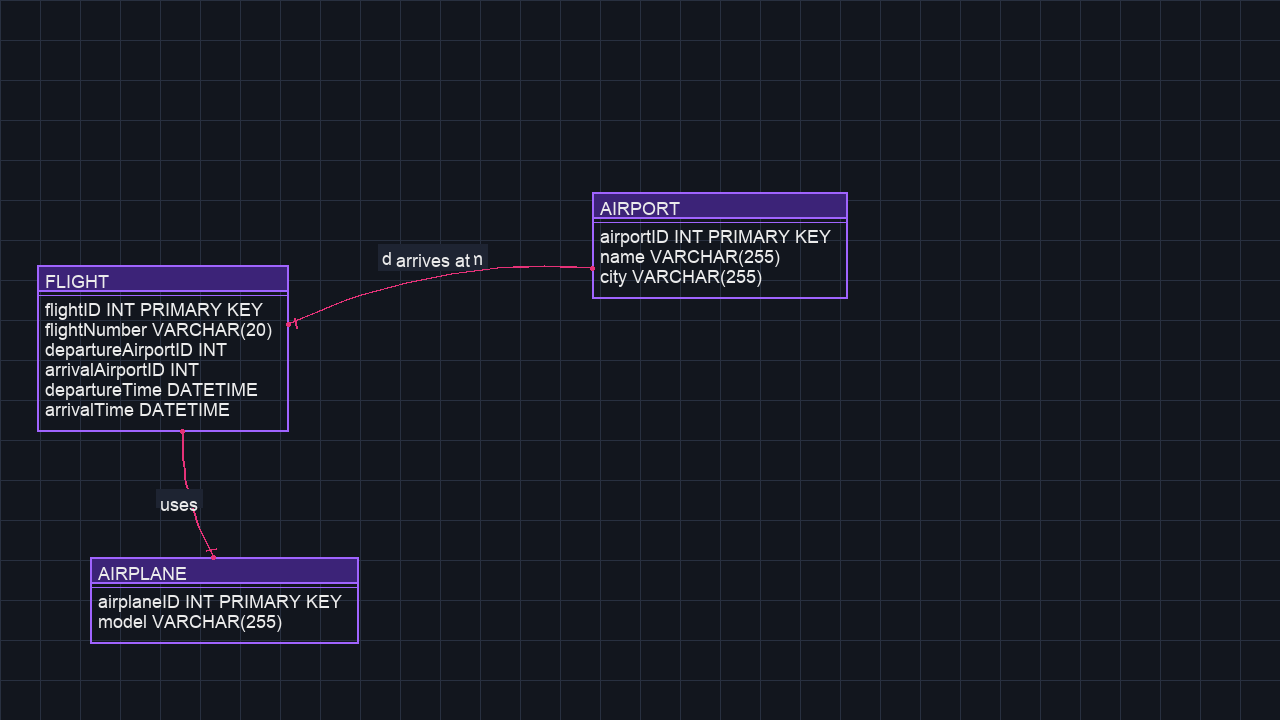 AIRPORT
airportID INT PRIMARY KEY
name VARCHAR(255)
city VARCHAR(255)
arrives at
FLIGHT
flightID INT PRIMARY KEY
flightNumber VARCHAR(20)
departureAirportID INT
arrivalAirportID INT
departureTime DATETIME
arrivalTime DATETIME
uses
AIRPLANE
airplaneID INT PRIMARY KEY
model VARCHAR(255)